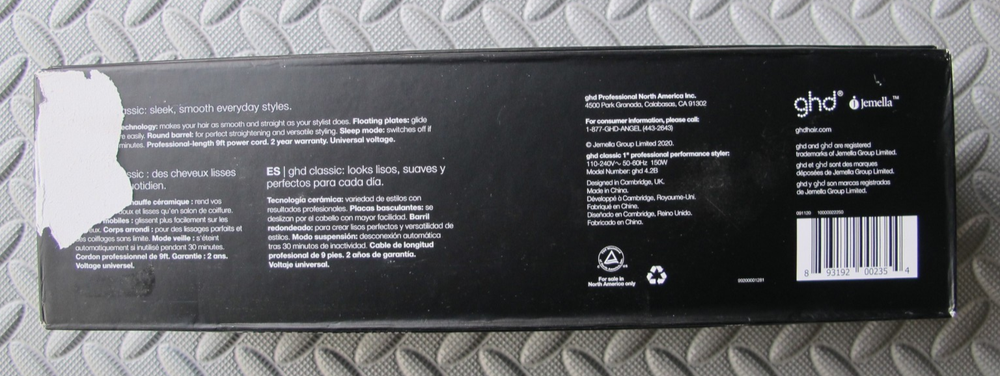 assic: sleek, smooth everyday styles.
echnology: makes your hair as smooth and straight as your stylist does. Floating plates: glide
easily. Round barrel: for perfect straightening and versatile styling. Sleep mode: switches off if
minutes. Professional-length 9ft power cord. 2 year warranty. Universal voltage.
ssic : des cheveux lisses
uotidien.
hauffe céramique : rend vos
doux et lisses qu'en salon de coiffure.
mobiles : glissent plus facilement sur les
eux. Corps arrondi : pour des lissages parfaits et
es coiffages sans limite. Mode veille : s'éteint
automatiquement si inutilisé pendant 30 minutes.
Cordon professionnel de 9ft. Garantie : 2 ans.
Voltage universel.
ES | ghd classic: looks lisos, suaves y
perfectos para cada día.
Tecnología cerámica: variedad de estilos con
resultados profesionales. Placas basculantes: se
deslizan por el cabello con mayor facilidad. Barril
redondeado: para crear lisos perfectos y versatilidad de
estilos. Modo suspensión: desconexión automática
tras 30 minutos de inactividad. Cable de longitud
profesional de 9 pies. 2 años de garantía.
Voltaje universal.
ghd Professional North America Inc.
4500 Park Granada, Calabasas, CA 91302
For consumer information, please call:
1-877-GHD-ANGEL (443-2643)
© Jemella Group Limited 2020.
ghd classic 1" professional performance styler:
110-240V~ 50-60Hz 150W
Model Number: ghd 4.2B
Designed in Cambridge, UK.
Made in China.
Développé à Cambridge, Royaume-Uni.
Fabriqué en Chine.
Diseñado en Cambridge, Reino Unido.
Fabricado en China.
For sale in
North America only
ghd® jemella™
ghdhair.com
ghd and ghd are registered
trademarks of Jemella Group Limited.
ghd et ghd sont des marques
déposées de Jemella Group Limited.
ghd y ghd son marcas registradas
de Jemella Group Limited.
8 93192 00235 4